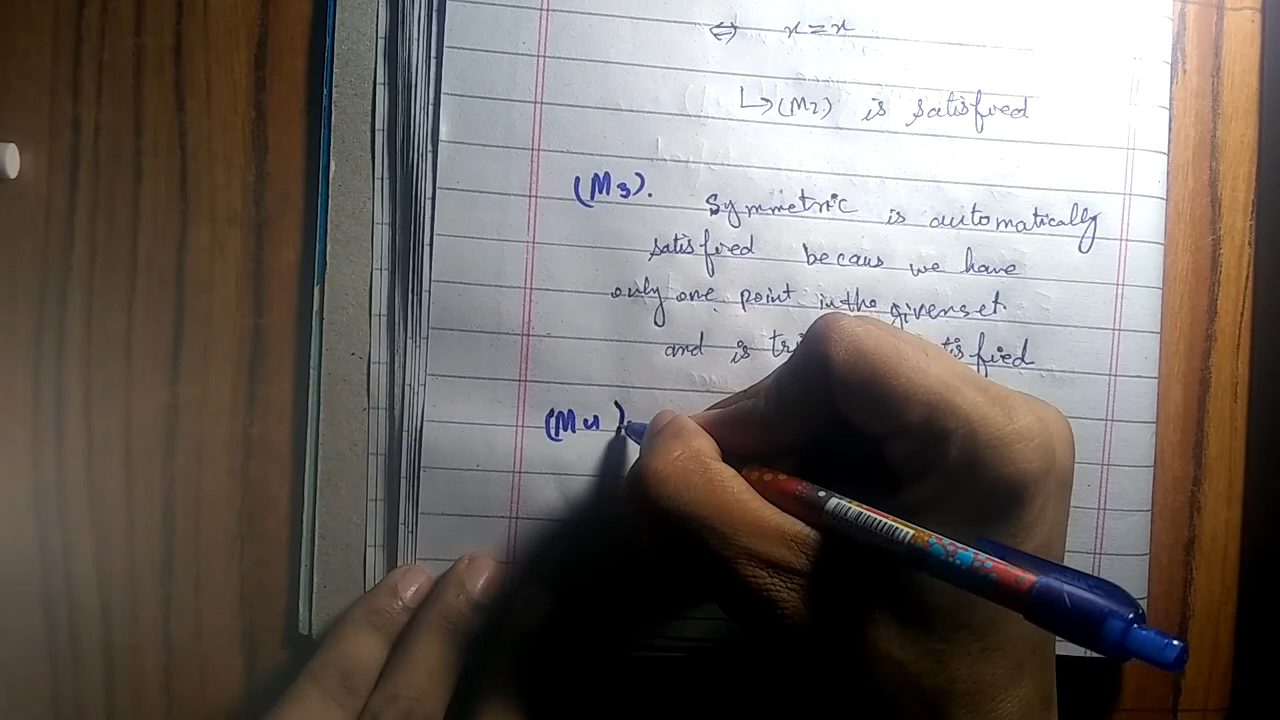 ⇔ x = x
↳ (M2) is satisfied
(M3). Symmetric is automatically
satisfied becaus we have
only one point in the given set.
and is
(M4)